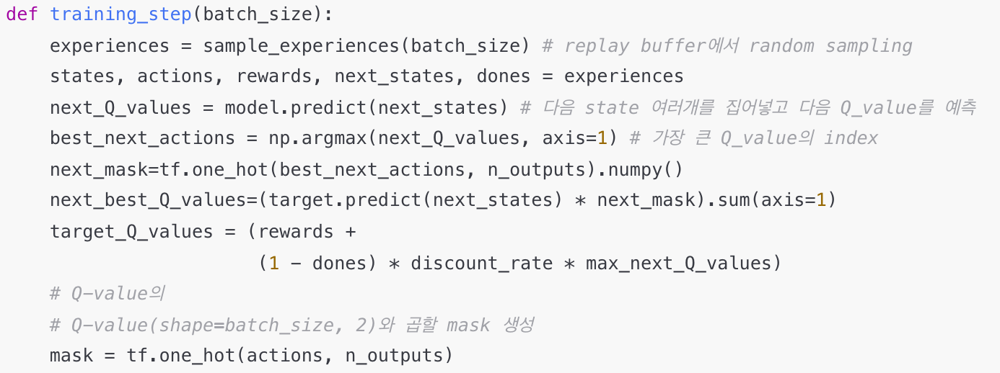 def training_step(batch_size):
    experiences = sample_experiences(batch_size) # replay buffer에서 random sampling
    states, actions, rewards, next_states, dones = experiences
    next_Q_values = model.predict(next_states) # 다음 state 여러개를 집어넣고 다음 Q_value를 예측
    best_next_actions = np.argmax(next_Q_values, axis=1) # 가장 큰 Q_value의 index
    next_mask=tf.one_hot(best_next_actions, n_outputs).numpy()
    next_best_Q_values=(target.predict(next_states) * next_mask).sum(axis=1)
    target_Q_values = (rewards +
                       (1 - dones) * discount_rate * max_next_Q_values)
    # Q-value의
    # Q-value(shape=batch_size, 2)와 곱할 mask 생성
    mask = tf.one_hot(actions, n_outputs)